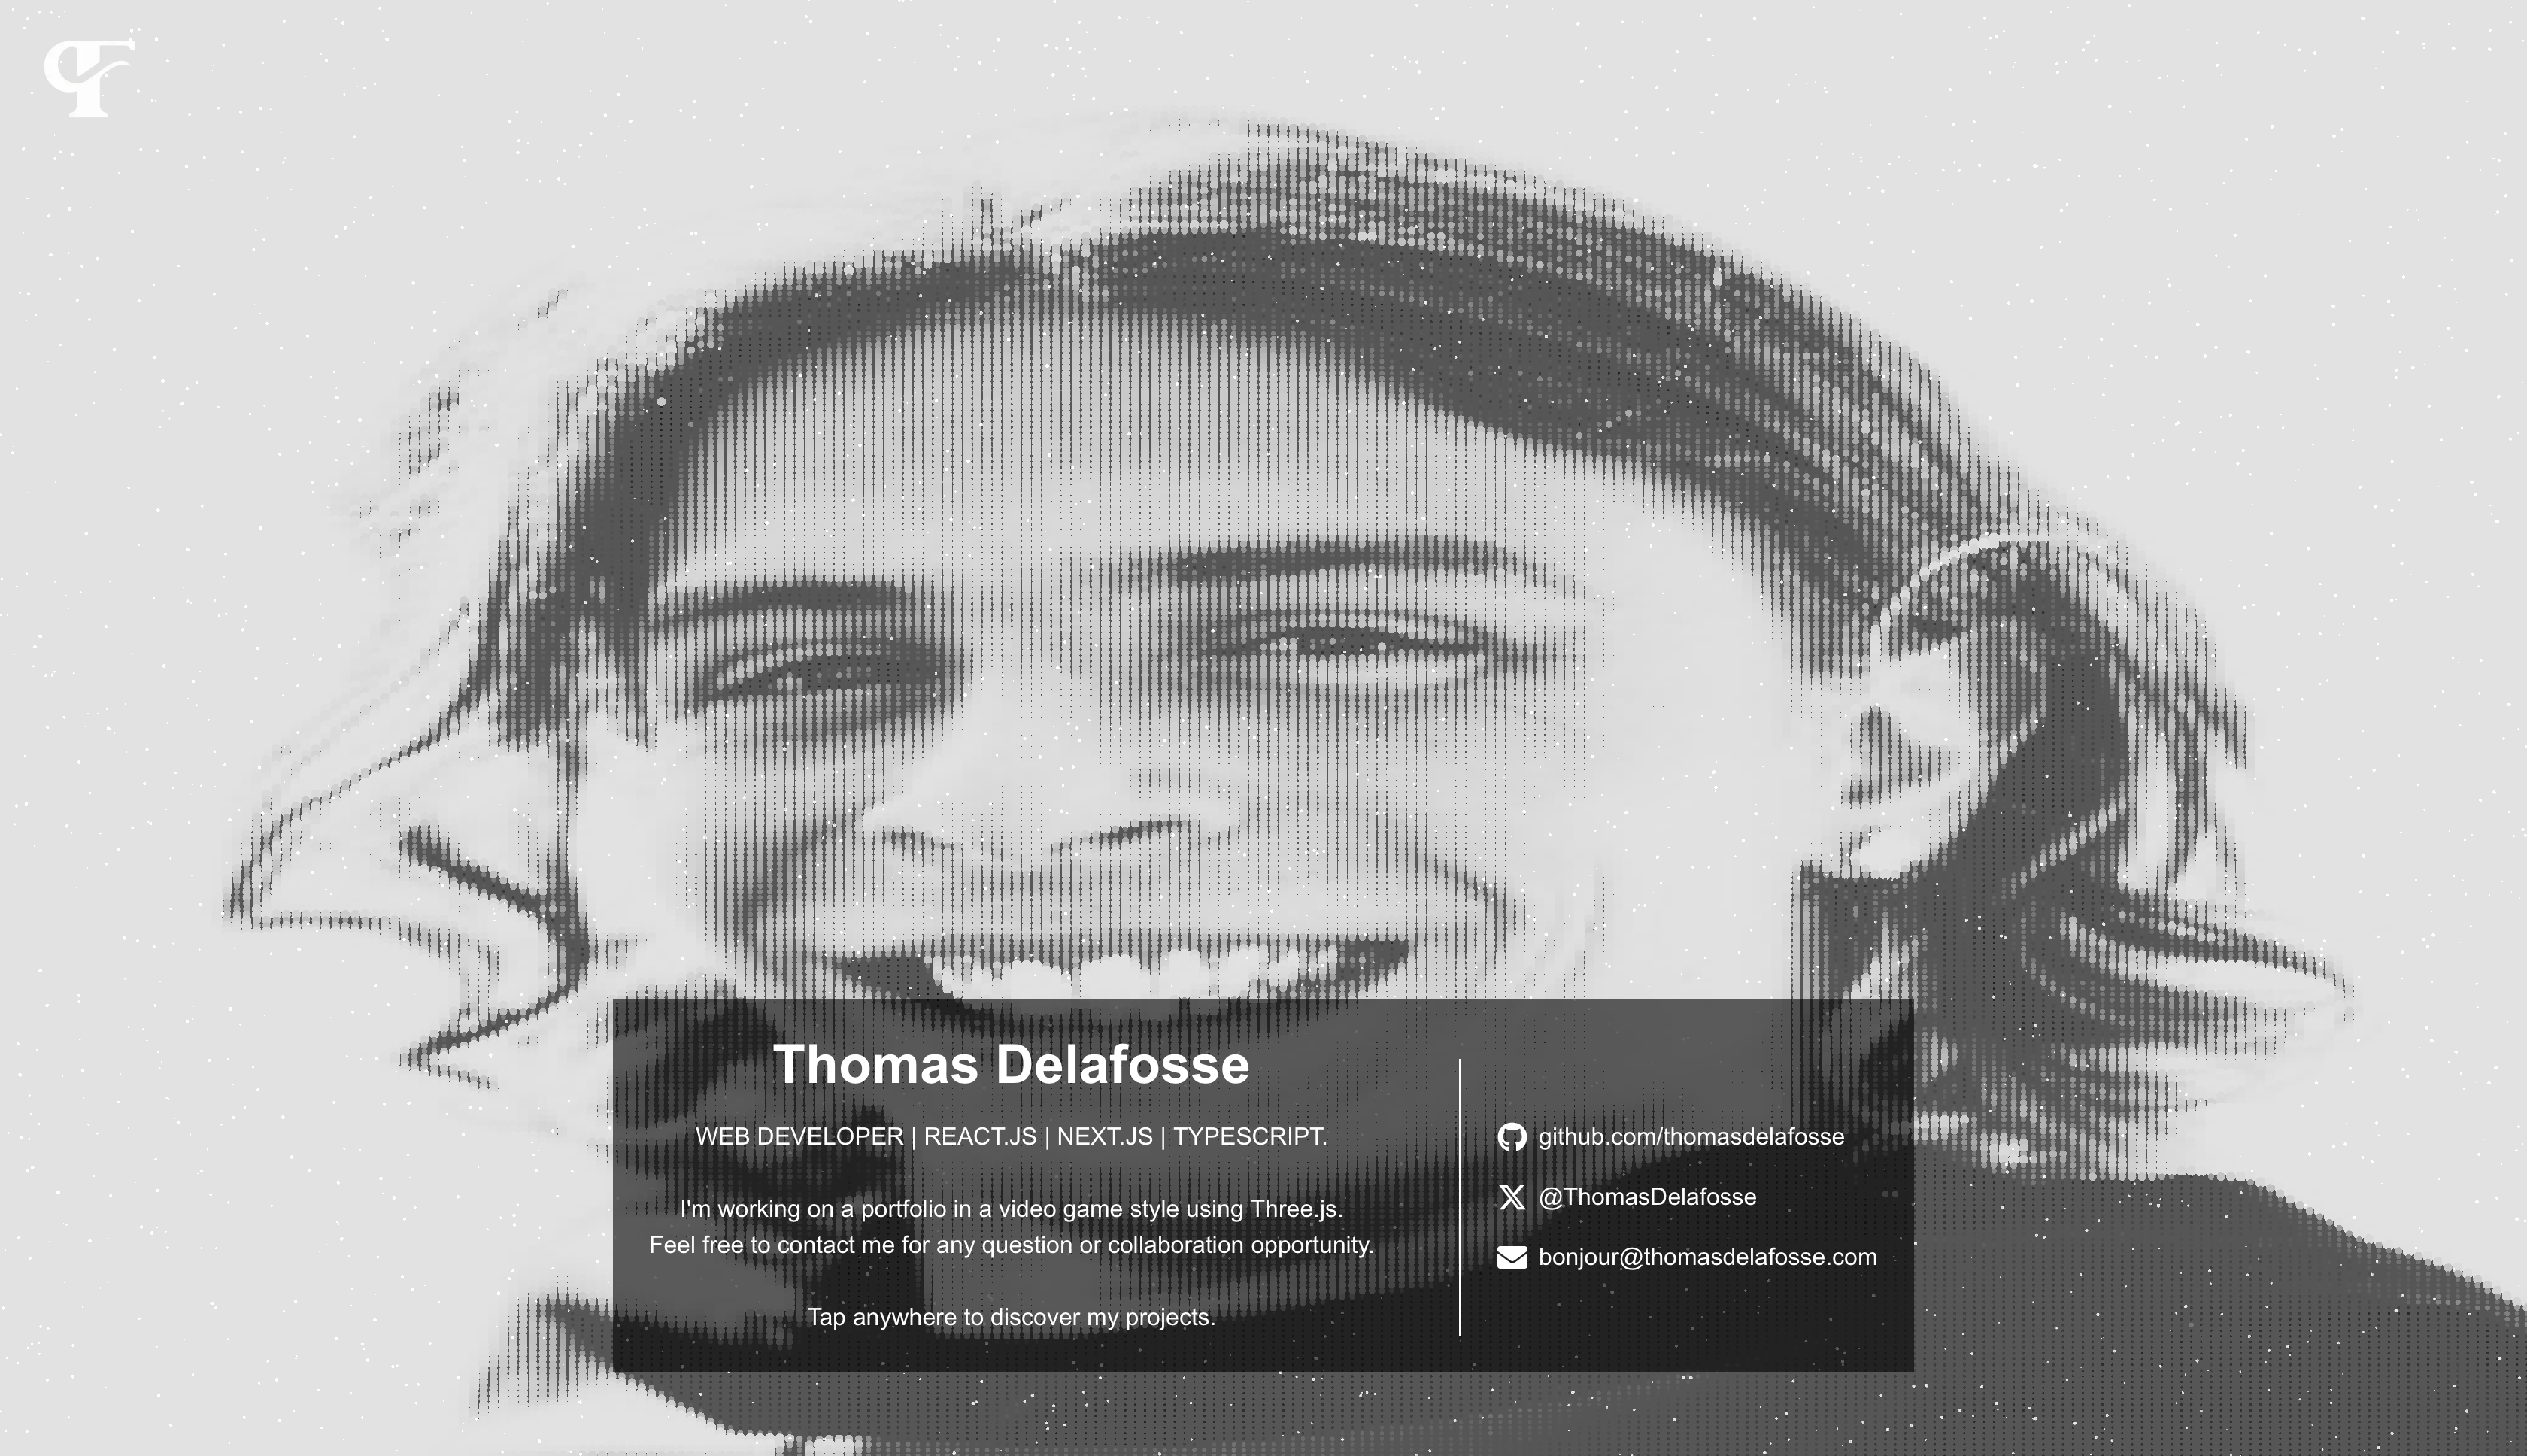 Thomas Delafosse
WEB DEVELOPER | REACT.JS | NEXT.JS | TYPESCRIPT.
I'm working on a portfolio in a video game style using Three.js.
Feel free to contact me for any question or collaboration opportunity.
Tap anywhere to discover my projects.
github.com/thomasdelafosse
@ThomasDelafosse
bonjour@thomasdelafosse.com